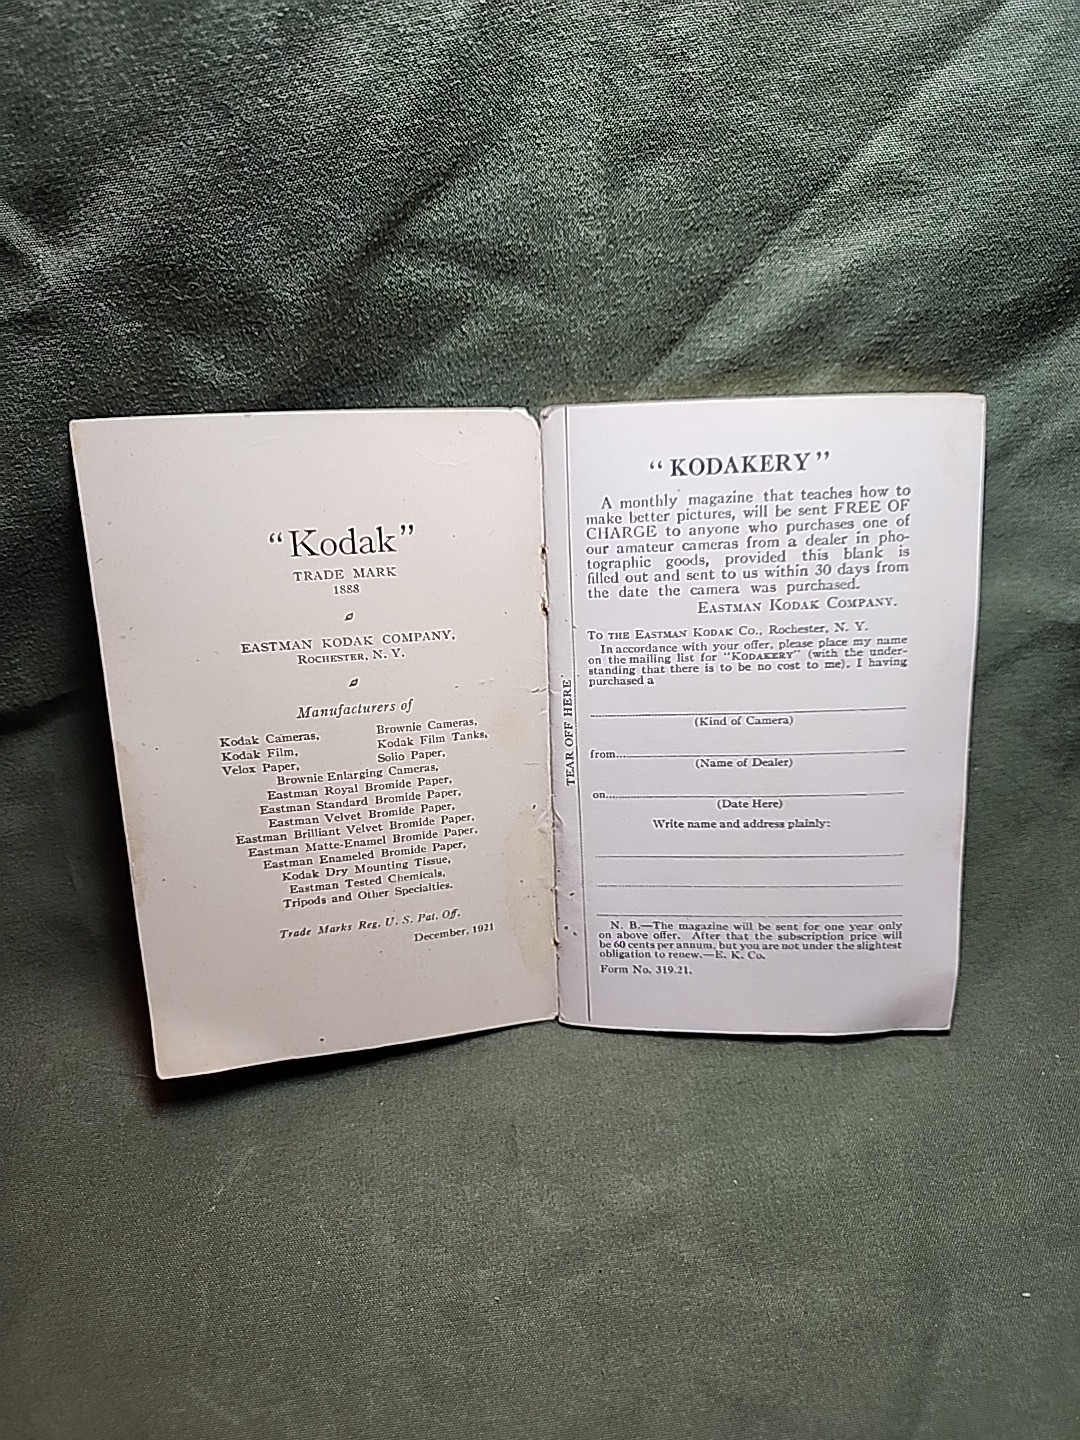 “Kodak”
TRADE MARK
1888
EASTMAN KODAK COMPANY,
ROCHESTER, N. Y.
Manufacturers of
Kodak Cameras, Brownie Cameras,
Kodak Film, Kodak Film Tanks,
Velox Paper, Solio Paper,
Brownie Enlarging Cameras,
Eastman Royal Bromide Paper,
Eastman Standard Bromide Paper,
Eastman Velvet Bromide Paper,
Eastman Brilliant Velvet Bromide Paper,
Eastman Matte-Enamel Bromide Paper,
Eastman Enameled Bromide Paper,
Kodak Dry Mounting Tissue,
Eastman Tested Chemicals,
Tripods and Other Specialties.
Trade Marks Reg. U. S. Pat. Off.
December, 1921
TEAR OFF HERE
“KODAKERY”
A monthly magazine that teaches how to
make better pictures, will be sent FREE OF
CHARGE to anyone who purchases one of
our amateur cameras from a dealer in pho-
tographic goods, provided this blank is
filled out and sent to us within 30 days from
the date the camera was purchased.
EASTMAN KODAK COMPANY.
TO THE EASTMAN KODAK CO., Rochester, N. Y.
In accordance with your offer, please place my name
on the mailing list for “KODAKERY” (with the under-
standing that there is to be no cost to me). I having
purchased a
(Kind of Camera)
from
(Name of Dealer)
on
(Date Here)
Write name and address plainly:
N. B.—The magazine will be sent for one year only
on above offer. After that the subscription price will
be 60 cents per annum, but you are not under the slightest
obligation to renew.—E. K. Co.
Form No. 319.21.